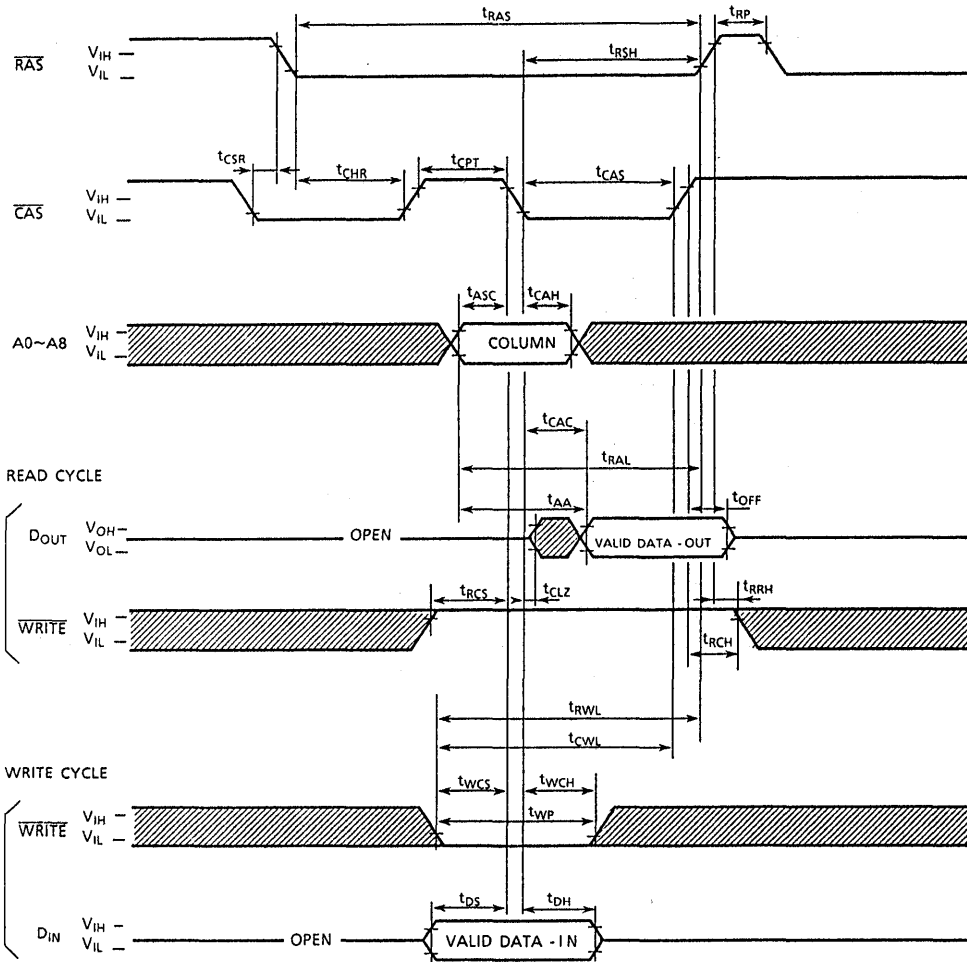 tRAS
tRP
tRSH
RAS
VIH
VIL
tCSR
tCHR
tCPT
tCAS
CAS
VIH
VIL
tASC
tCAH
A0~A8
VIH
VIL
COLUMN
tCAC
tRAL
READ CYCLE
tAA
tOFF
DOUT
VOH
VOL
OPEN
VALID DATA - OUT
tRCS
tCLZ
tRRH
WRITE
VIH
VIL
tRCH
tRWL
tCWL
WRITE CYCLE
tWCS
tWCH
WRITE
VIH
VIL
tWP
tDS
tDH
DIN
VIH
VIL
OPEN
VALID DATA - IN